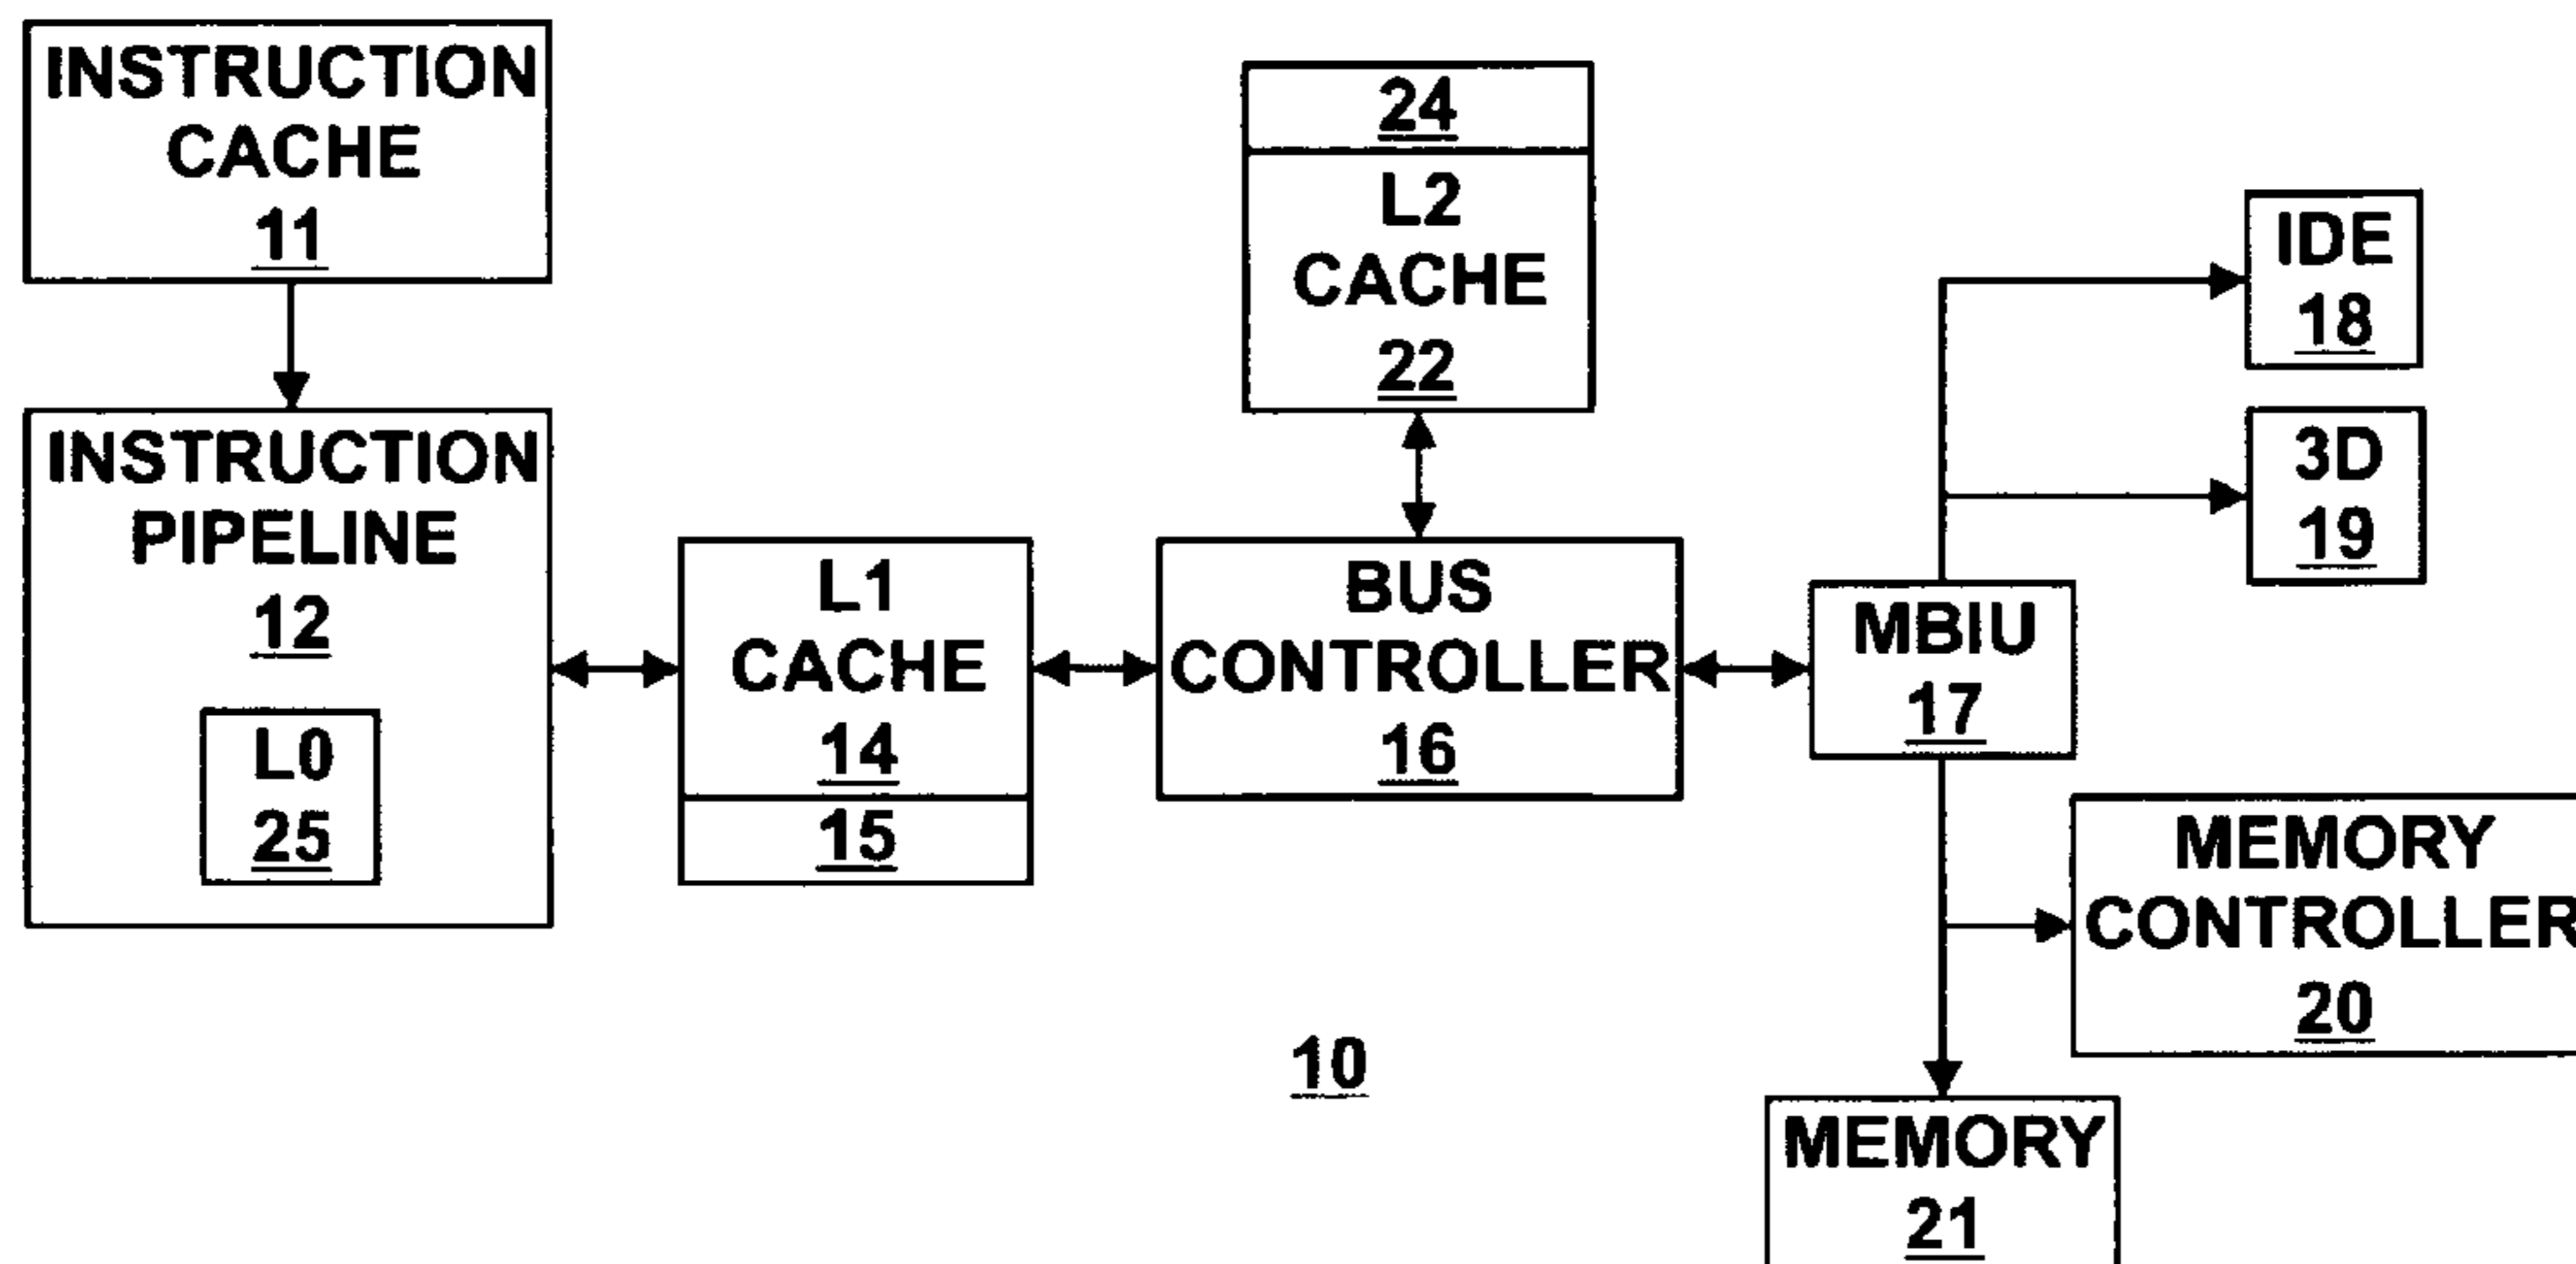 INSTRUCTION
CACHE
11
INSTRUCTION
PIPELINE
12
L0
25
L1
CACHE
14
15
24
L2
CACHE
22
BUS
CONTROLLER
16
MBIU
17
IDE
18
3D
19
MEMORY
CONTROLLER
20
MEMORY
21
10